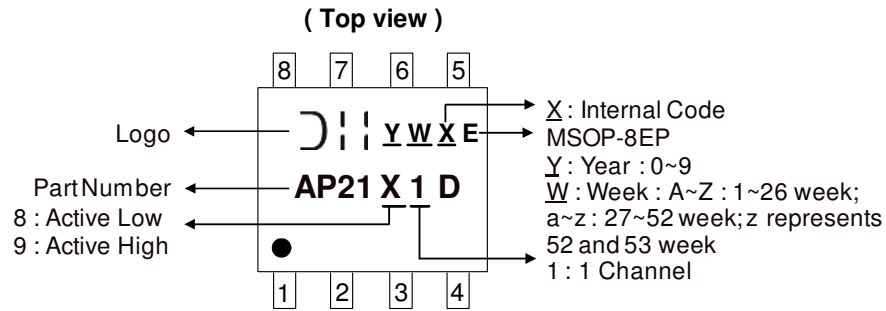 ( Top view )
8 7 6 5
Logo
Y W X E
X : Internal Code
MSOP-8EP
Y : Year : 0~9
W : Week : A~Z : 1~26 week;
a~z : 27~52 week; z represents
52 and 53 week
1 : 1 Channel
Part Number
AP21 X 1 D
8 : Active Low
9 : Active High
1 2 3 4